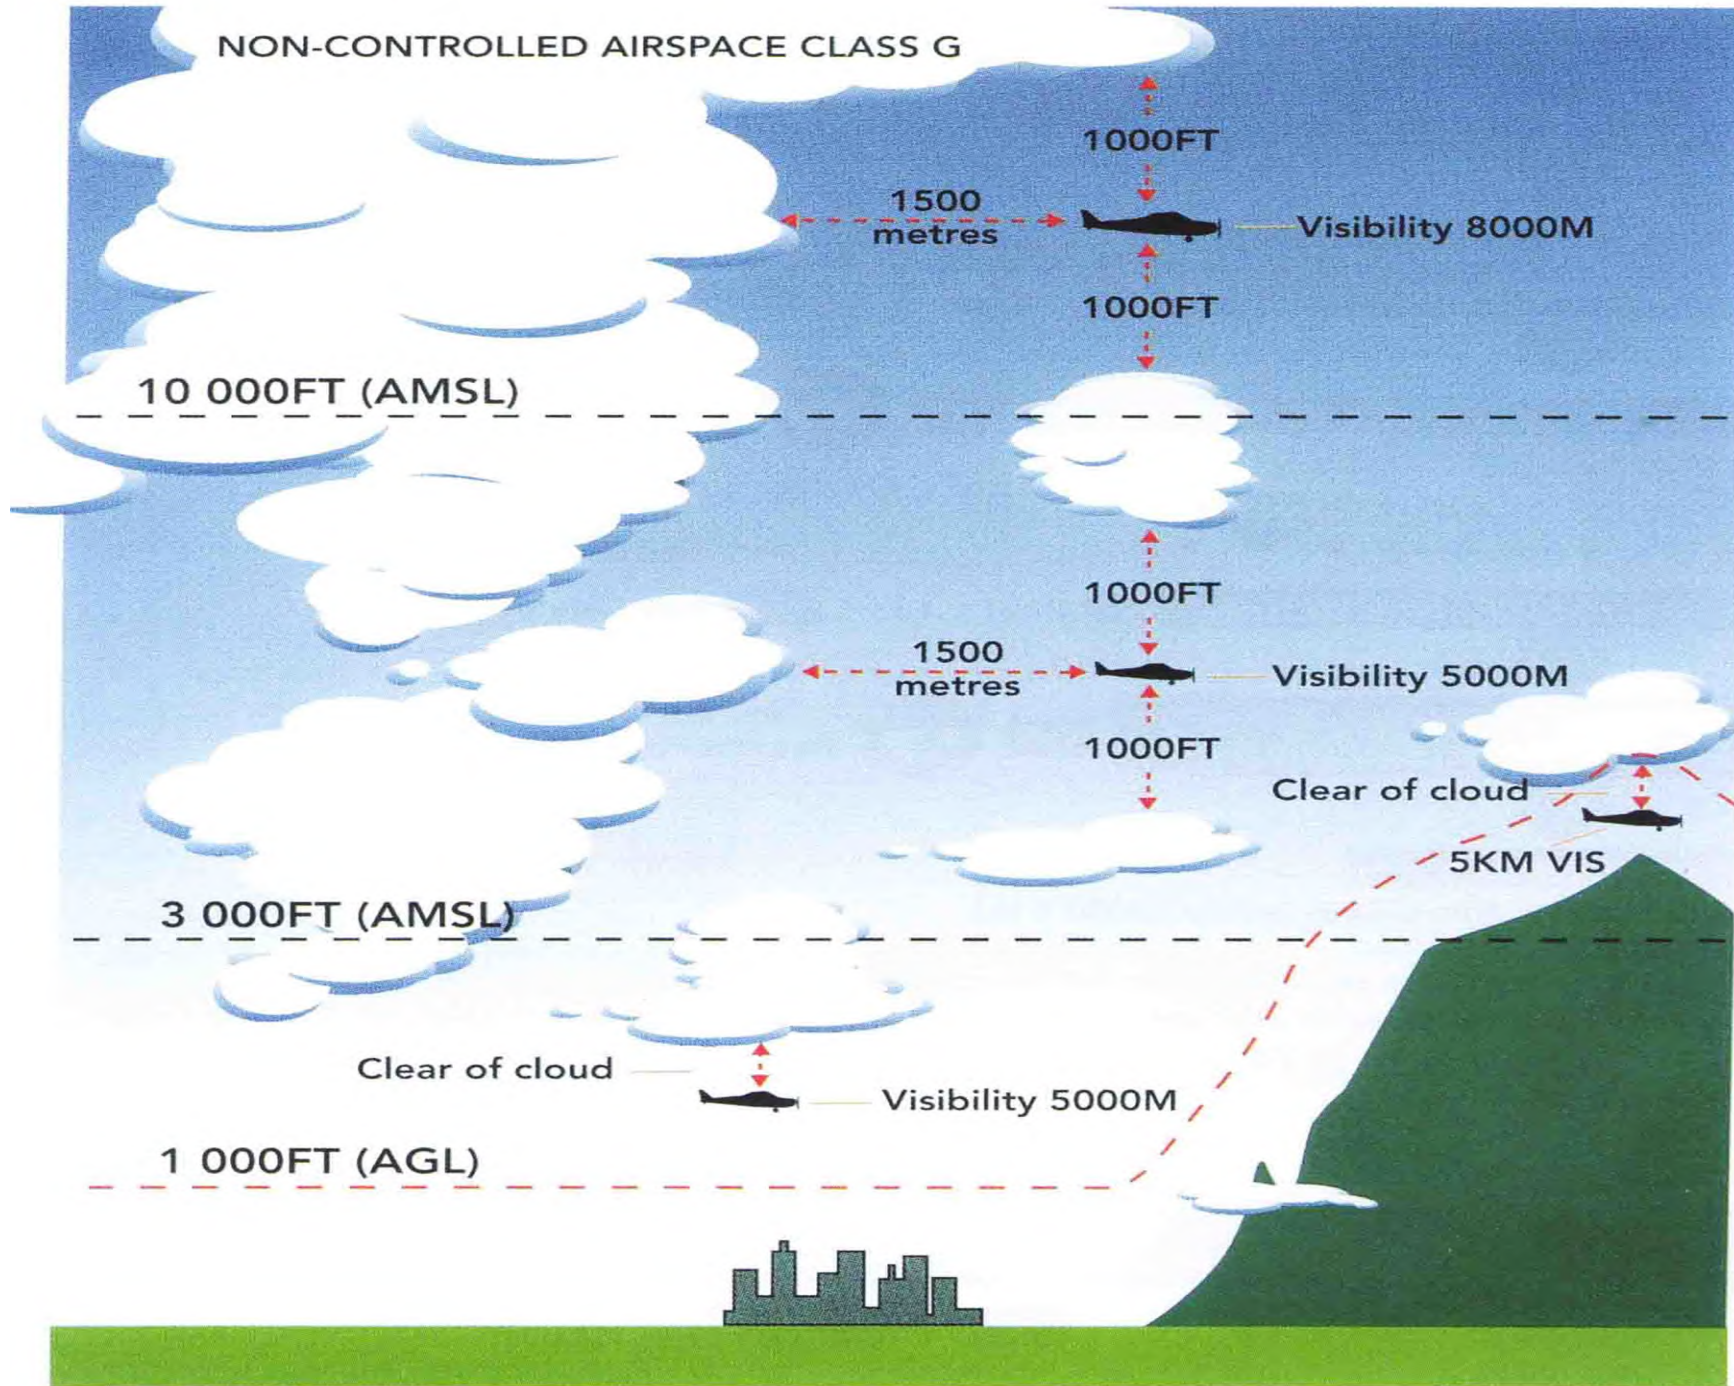 NON-CONTROLLED AIRSPACE CLASS G
1000FT
1500
metres
Visibility 8000M
1000FT
10 000FT (AMSL)
1000FT
1500
metres
Visibility 5000M
1000FT
Clear of cloud
5KM VIS
3 000FT (AMSL)
Clear of cloud
Visibility 5000M
1 000FT (AGL)